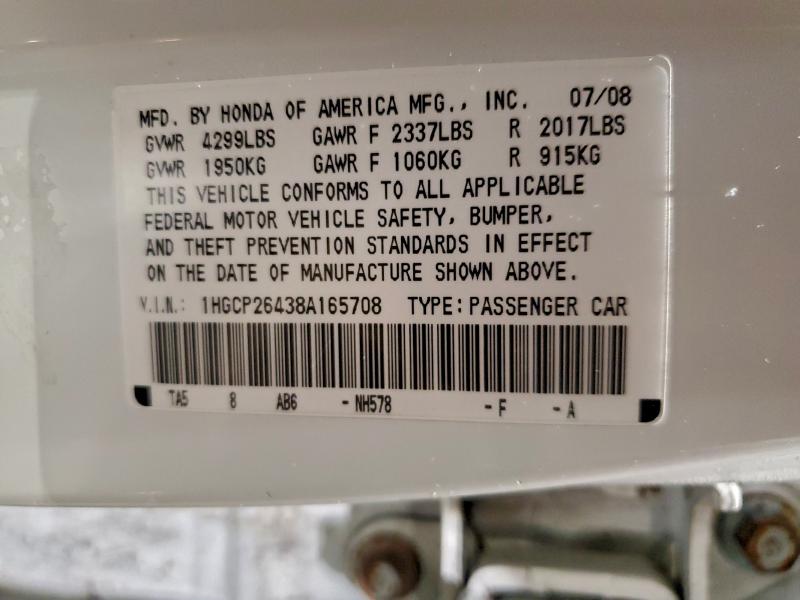 MFD. BY HONDA OF AMERICA MFG., INC. 07/08
GVWR 4299LBS GAWR F 2337LBS R 2017LBS
GVWR 1950KG GAWR F 1060KG R 915KG
THIS VEHICLE CONFORMS TO ALL APPLICABLE
FEDERAL MOTOR VEHICLE SAFETY, BUMPER,
AND THEFT PREVENTION STANDARDS IN EFFECT
ON THE DATE OF MANUFACTURE SHOWN ABOVE.
V.I.N.: 1HGCP26438A165708 TYPE: PASSENGER CAR
TA5 8 AB6 -NH578 -F -A